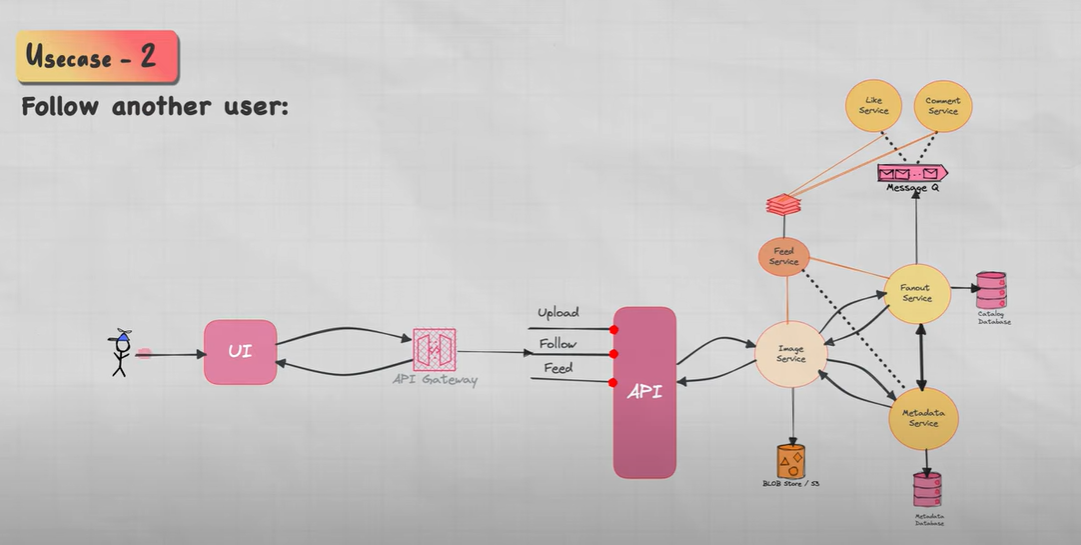 Usecase - 2
Follow another user:
Like
Service
Comment
Service
Message Q
Feed
Service
Fanout
Service
Catalog
Database
Upload
Follow
Feed
UI
API Gateway
API
Image
Service
Metadata
Service
BLOB Store / S3
Metadata
Database